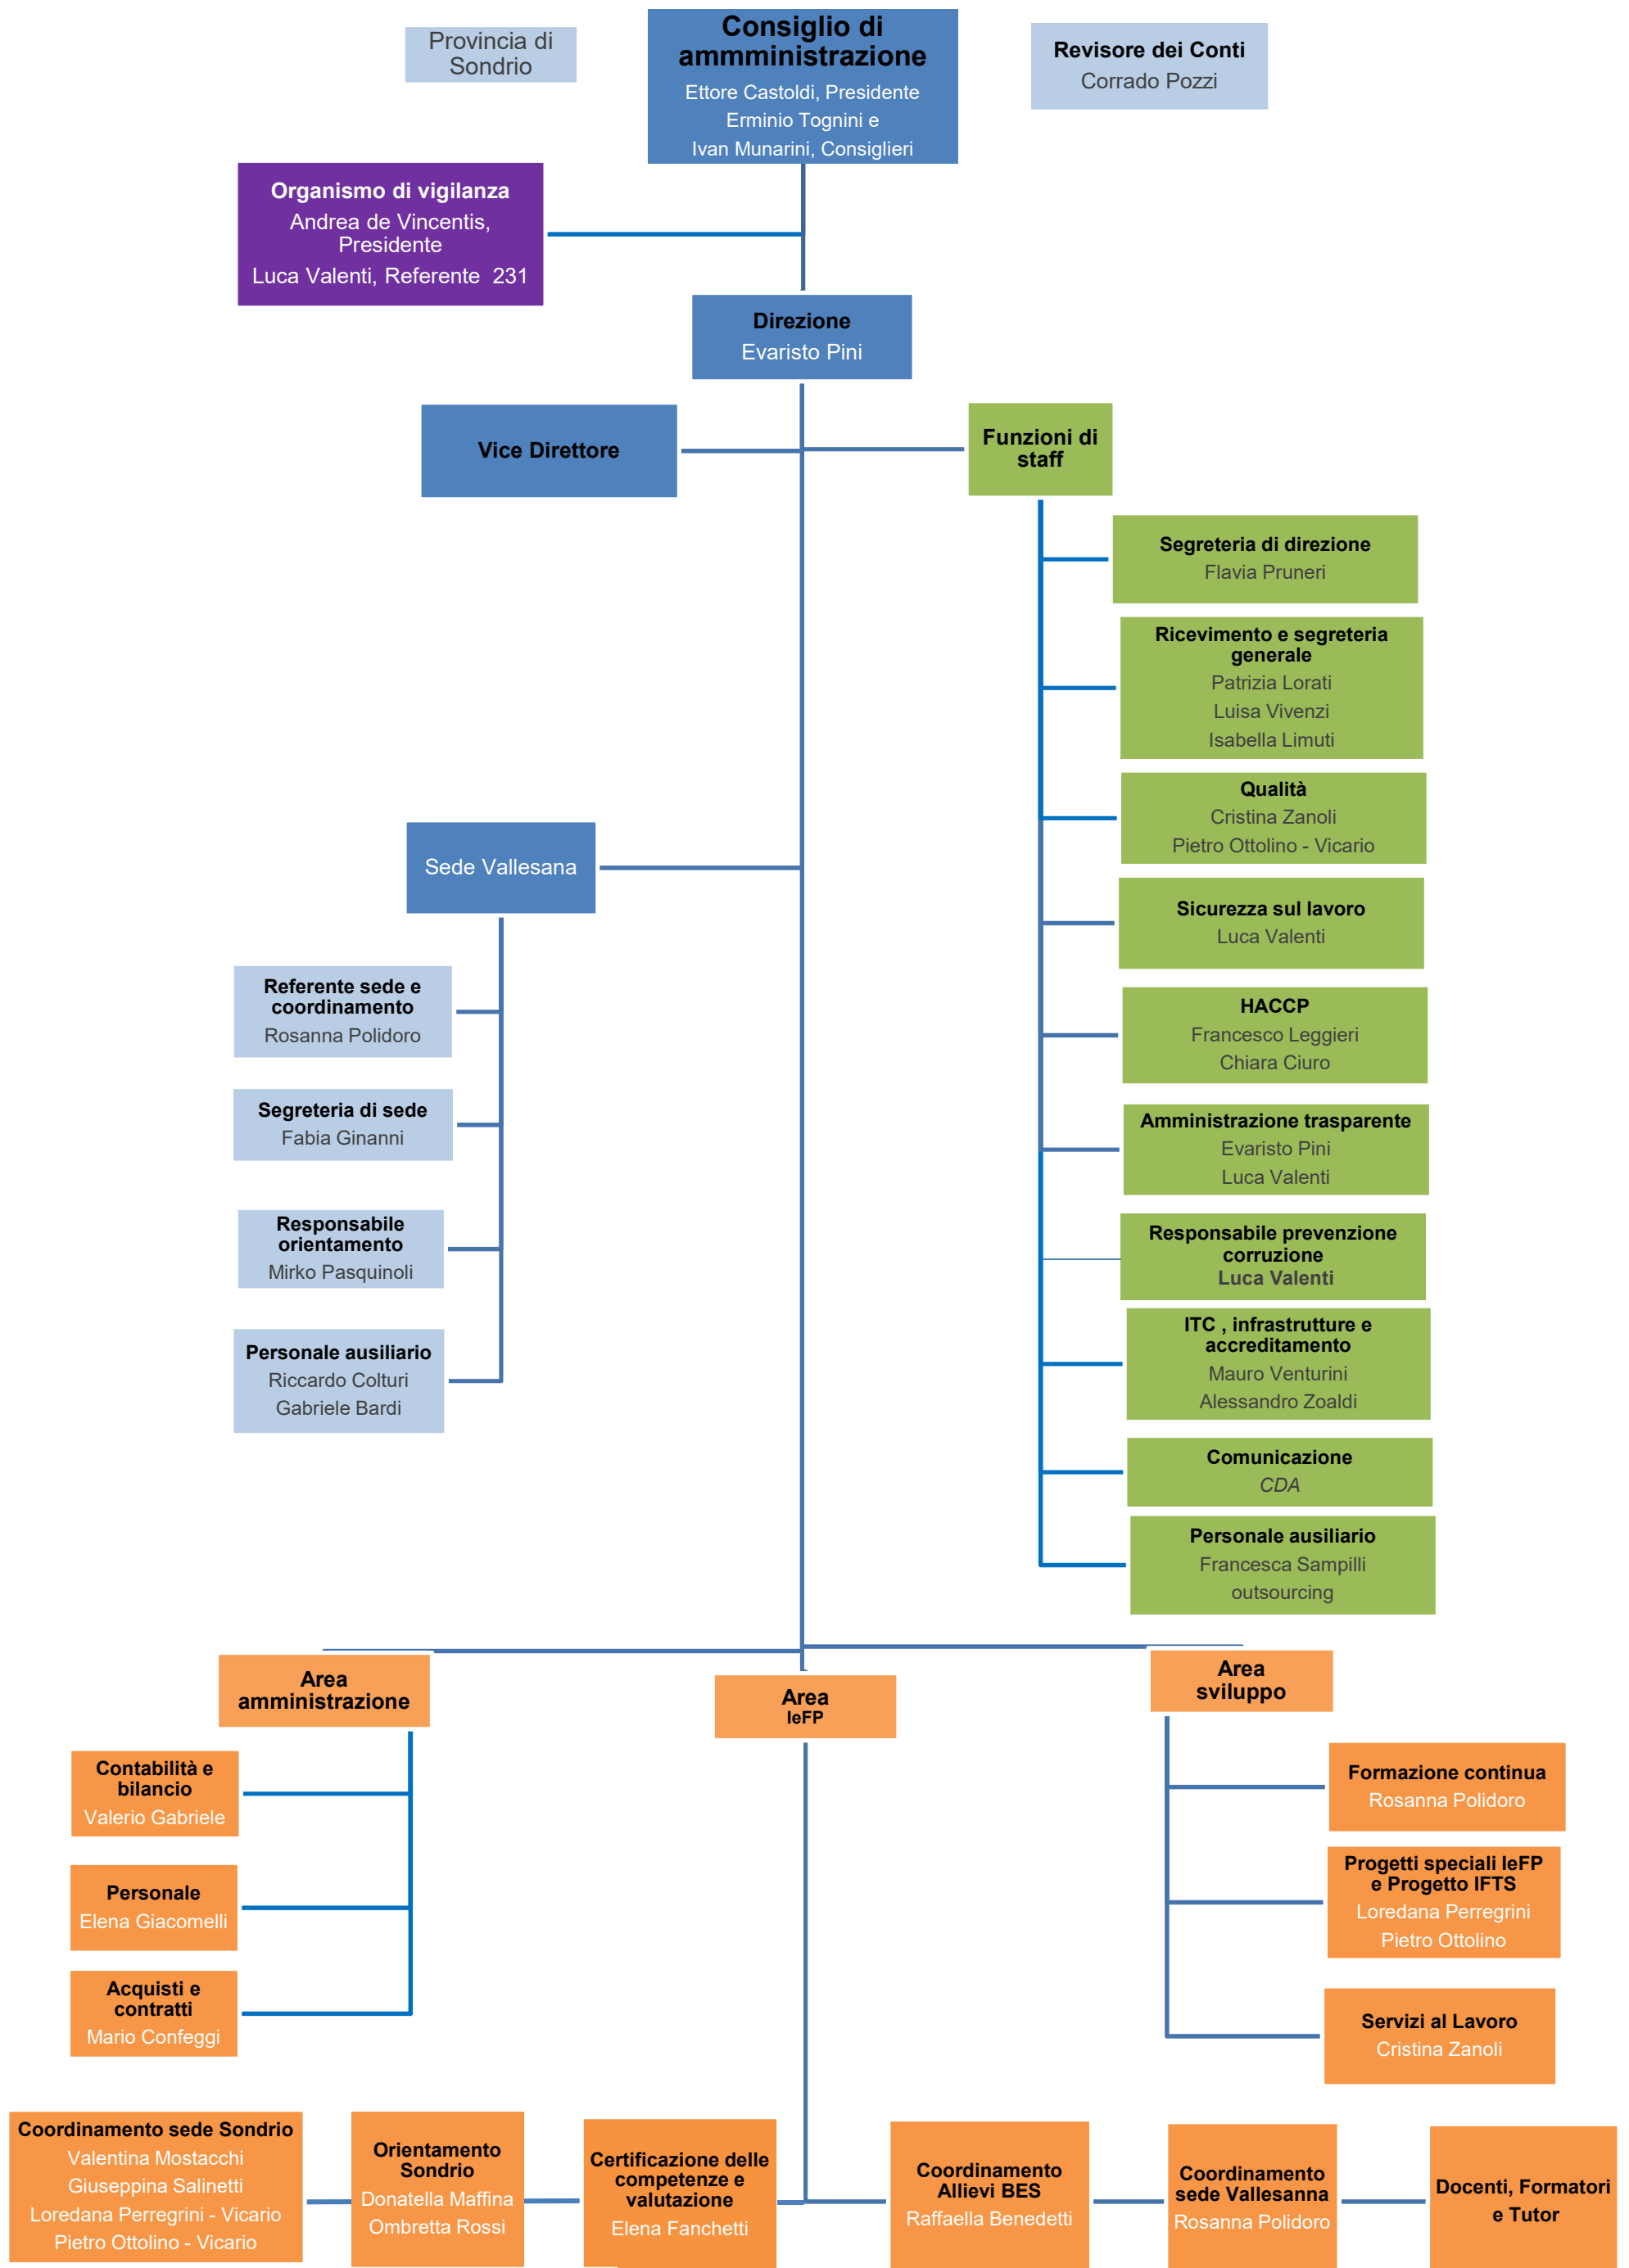 Provincia di
Sondrio
Consiglio di
ammministrazione
Ettore Castoldi, Presidente
Erminio Tognini e
Ivan Munarini, Consiglieri
Revisore dei Conti
Corrado Pozzi
Organismo di vigilanza
Andrea de Vincentis,
Presidente
Luca Valenti, Referente 231
Direzione
Evaristo Pini
Vice Direttore
Funzioni di
staff
Segreteria di direzione
Flavia Pruneri
Ricevimento e segreteria
generale
Patrizia Lorati
Luisa Vivenzi
Isabella Limuti
Qualità
Cristina Zanoli
Pietro Ottolino - Vicario
Sicurezza sul lavoro
Luca Valenti
HACCP
Francesco Leggieri
Chiara Ciuro
Amministrazione trasparente
Evaristo Pini
Luca Valenti
Responsabile prevenzione
corruzione
Luca Valenti
ITC , infrastrutture e
accreditamento
Mauro Venturini
Alessandro Zoaldi
Comunicazione
CDA
Personale ausiliario
Francesca Sampilli
outsourcing
Sede Vallesana
Referente sede e
coordinamento
Rosanna Polidoro
Segreteria di sede
Fabia Ginanni
Responsabile
orientamento
Mirko Pasquinoli
Personale ausiliario
Riccardo Colturi
Gabriele Bardi
Area
amministrazione
Contabilità e
bilancio
Valerio Gabriele
Personale
Elena Giacomelli
Acquisti e
contratti
Mario Confeggi
Area
IeFP
Area
sviluppo
Formazione continua
Rosanna Polidoro
Progetti speciali IeFP
e Progetto IFTS
Loredana Perregrini
Pietro Ottolino
Servizi al Lavoro
Cristina Zanoli
Coordinamento sede Sondrio
Valentina Mostacchi
Giuseppina Salinetti
Loredana Perregrini - Vicario
Pietro Ottolino - Vicario
Orientamento
Sondrio
Donatella Maffina
Ombretta Rossi
Certificazione delle
competenze e
valutazione
Elena Fanchetti
Coordinamento
Allievi BES
Raffaella Benedetti
Coordinamento
sede Vallesanna
Rosanna Polidoro
Docenti, Formatori
e Tutor